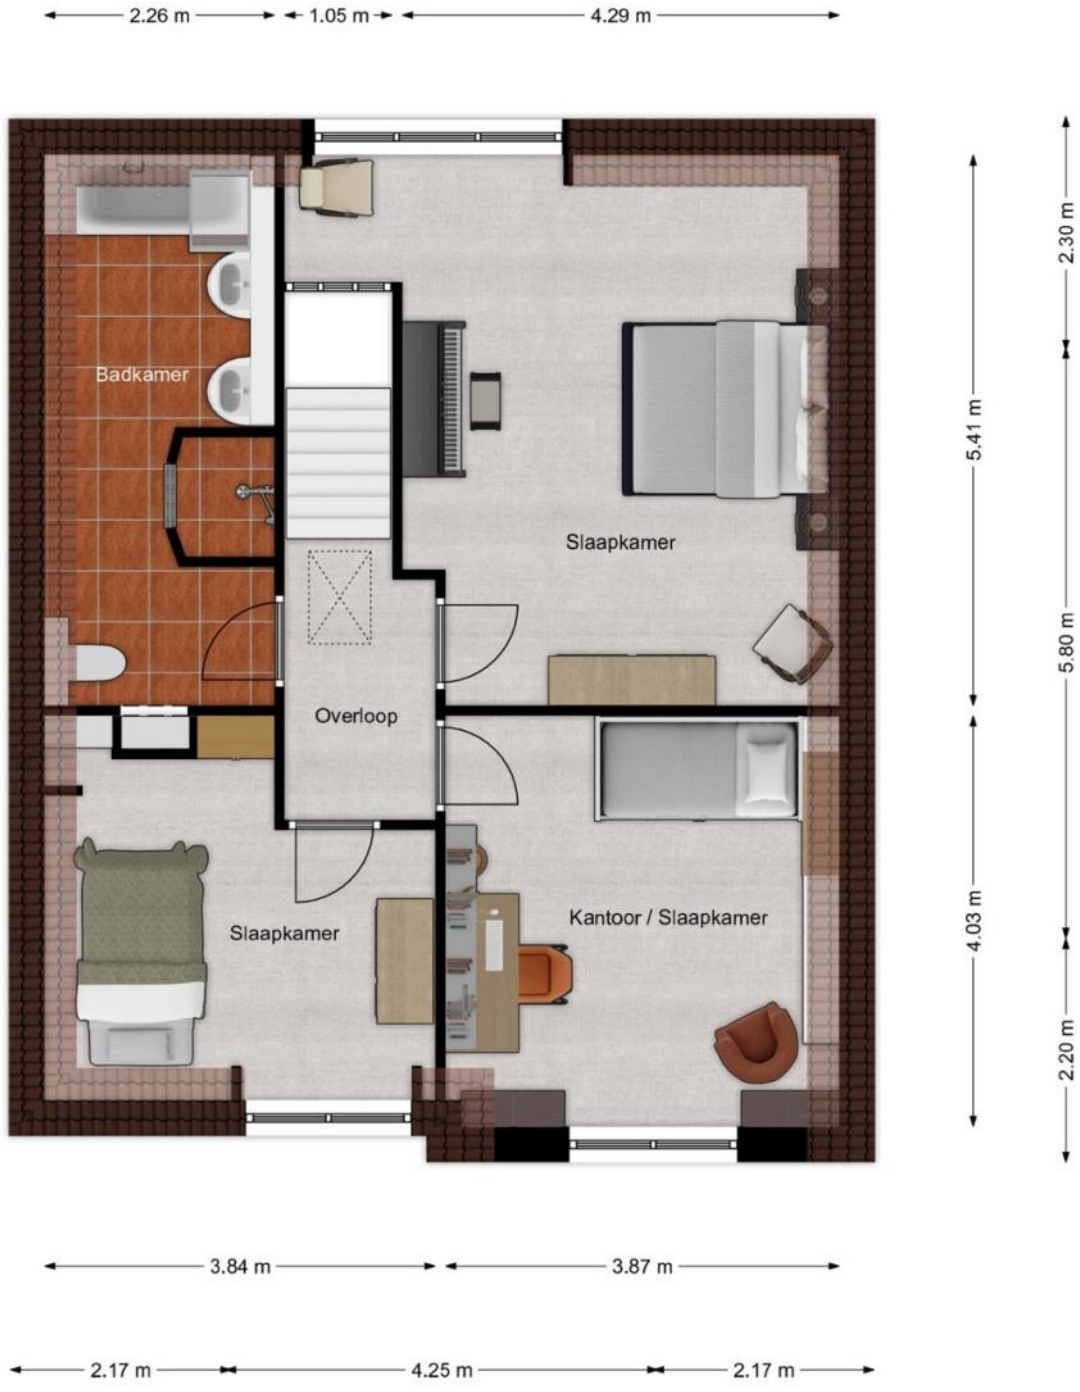 2.26 m
1.05 m
4.29 m
2.30 m
Badkamer
5.41 m
Slaapkamer
5.80 m
Overloop
Kantoor / Slaapkamer
Slaapkamer
4.03 m
2.20 m
3.84 m
3.87 m
2.17 m
4.25 m
2.17 m